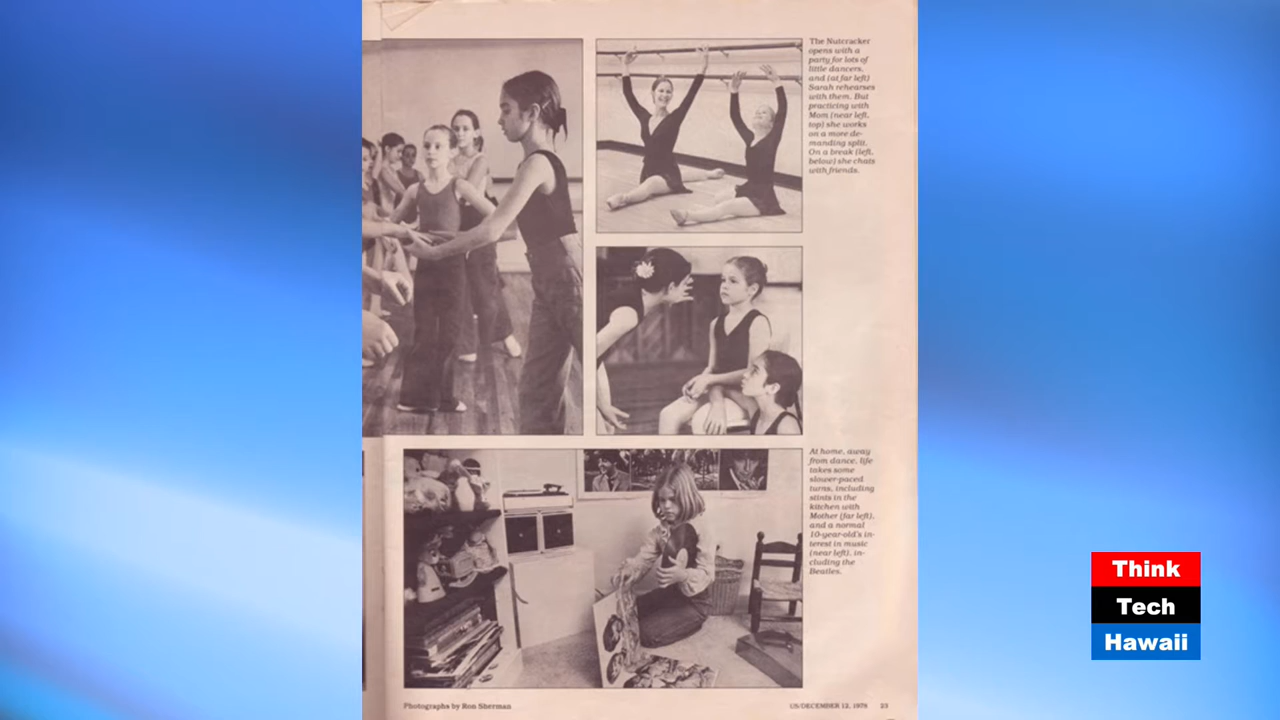 The Nutcracker
opens with a
party for lots of
little dancers,
and (at far left)
Sarah rehearses
with them. But
practicing with
Mom (near left,
top) she works
on a more de-
manding split.
On a break (left,
below) she chats
with friends.
At home, away
from dance, life
takes some
slower-paced
turns, including
stints in the
kitchen with
Mother (far left),
and a normal
10-year-old's in-
terest in music
(near left), in-
cluding the
Beatles.
Photographs by Ron Sherman
US/DECEMBER 12, 1978 23
Think
Tech
Hawaii